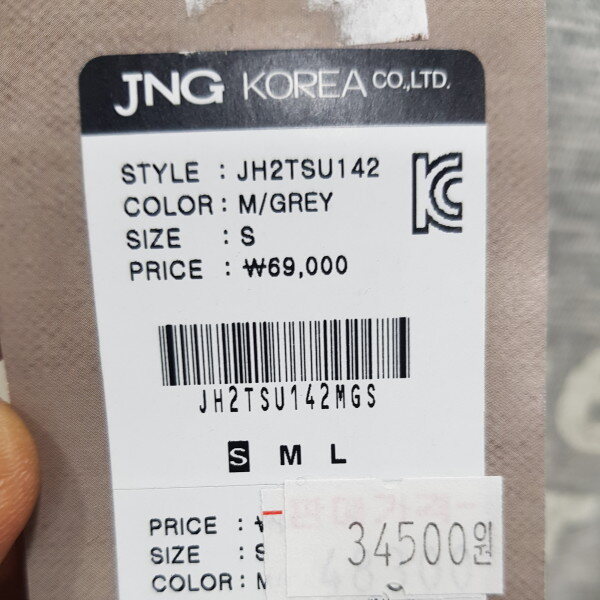 JNG KOREA CO.,LTD.
STYLE : JH2TSU142
COLOR : M/GREY
SIZE : S
PRICE : ₩69,000
JH2TSU142MGS
S M L
PRICE :
34500원
SIZE : S
COLOR : M